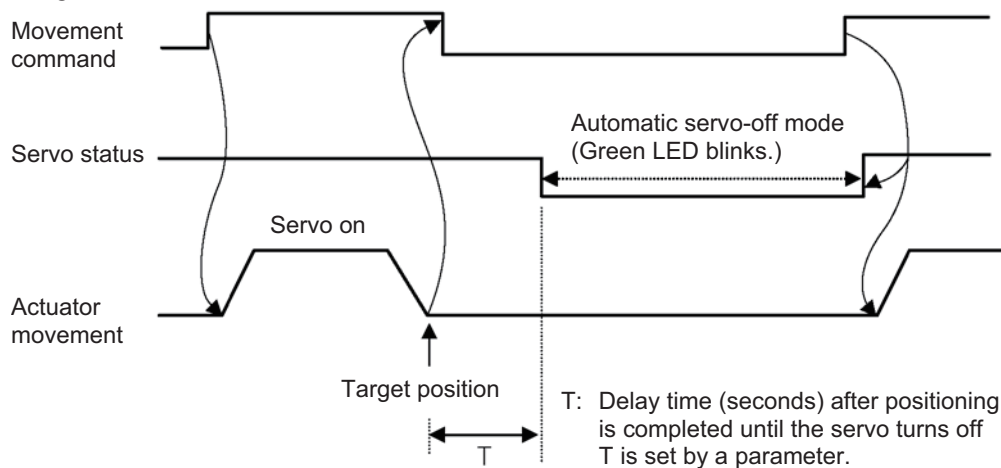 Movement
command
Automatic servo-off mode
(Green LED blinks.)
Servo status
Servo on
Actuator
movement
Target position
T
T: Delay time (seconds) after positioning
is completed until the servo turns off
T is set by a parameter.